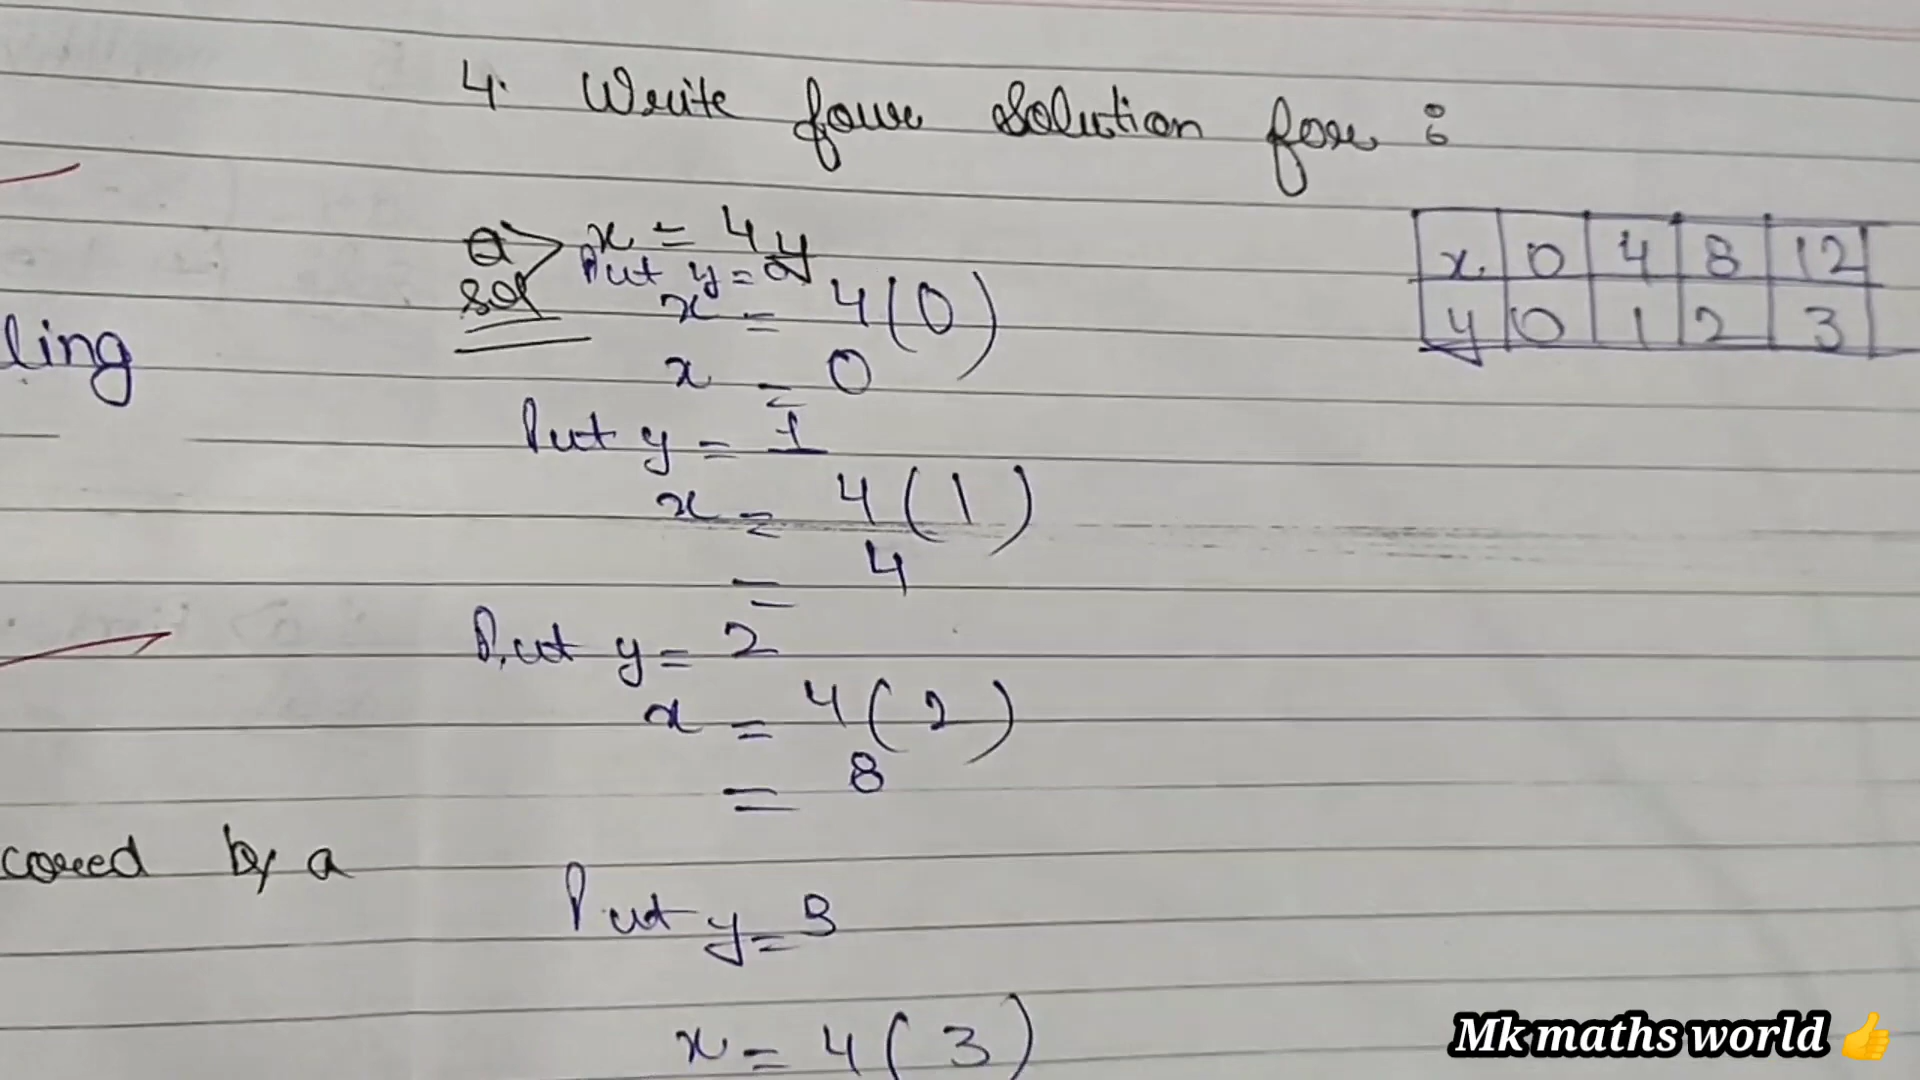 4. Write four solution for :
a> x = 4y
sol Put y = 0
x = 4(0)
x = 0
Put y = 1
x = 4(1)
= 4
Put y = 2
x = 4(2)
= 8
Put y = 3
x = 4(3)
x 0 4 8 12
y 0 1 2 3
ling
by a
Mk maths world 👍